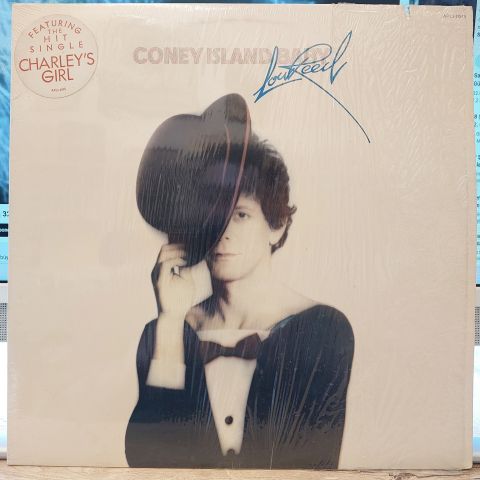 FEATURING
THE
HIT
SINGLE
CHARLEY'S
GIRL
CONEY ISLAND BABY
Lou Reed